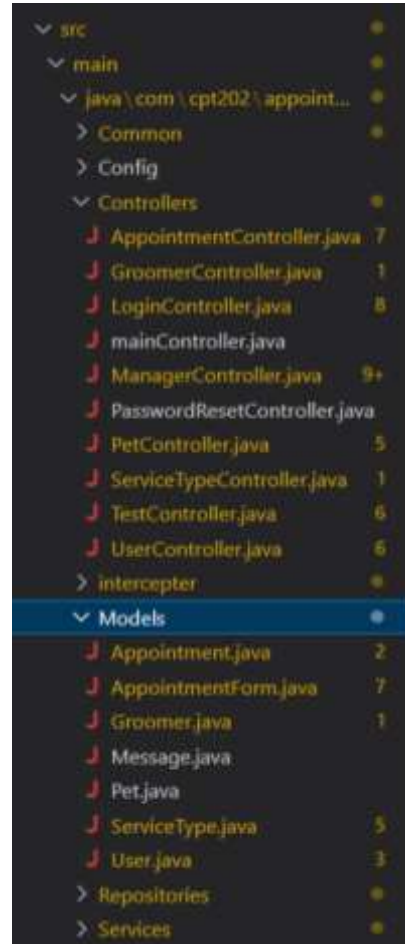 src
main
java\com\cpt202\appoint...
Common
Config
Controllers
AppointmentController.java 7
GroomerController.java 1
LoginController.java 8
mainController.java
ManagerController.java 9+
PasswordResetController.java
PetController.java 5
ServiceTypeController.java 1
TestController.java 6
UserController.java 6
intercepter
Models
Appointment.java 2
AppointmentForm.java 7
Groomer.java 1
Message.java
Pet.java
ServiceType.java 5
User.java 3
Repositories
Services